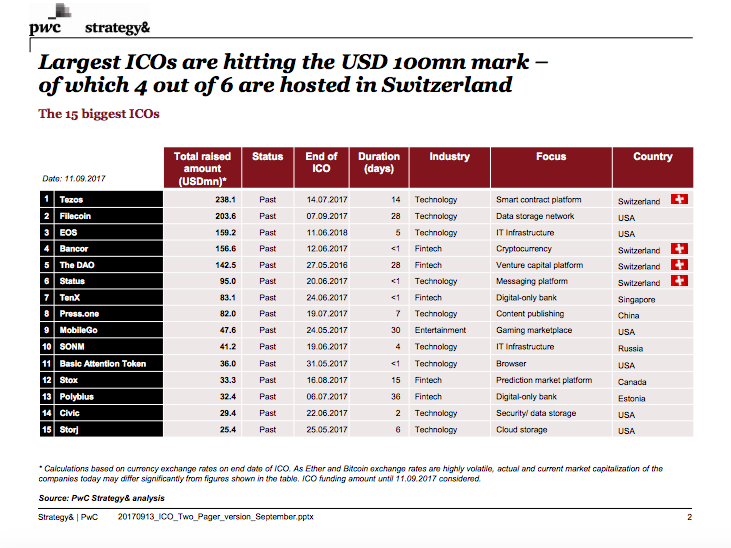 pwc strategy&
Largest ICOs are hitting the USD 100mn mark –
of which 4 out of 6 are hosted in Switzerland
The 15 biggest ICOs
Date: 11.09.2017 Total raised amount (USDmn)* Status End of ICO Duration (days) Industry Focus Country
1 Tezos 238.1 Past 14.07.2017 14 Technology Smart contract platform Switzerland
2 Filecoin 203.6 Past 07.09.2017 28 Technology Data storage network USA
3 EOS 159.2 Past 11.06.2018 5 Technology IT Infrastructure USA
4 Bancor 156.6 Past 12.06.2017 <1 Fintech Cryptocurrency Switzerland
5 The DAO 142.5 Past 27.05.2016 28 Fintech Venture capital platform Switzerland
6 Status 95.0 Past 20.06.2017 <1 Technology Messaging platform Switzerland
7 TenX 83.1 Past 24.06.2017 <1 Fintech Digital-only bank Singapore
8 Press.one 82.0 Past 19.07.2017 7 Technology Content publishing China
9 MobileGo 47.6 Past 24.05.2017 30 Entertainment Gaming marketplace USA
10 SONM 41.2 Past 19.06.2017 4 Technology IT Infrastructure Russia
11 Basic Attention Token 36.0 Past 31.05.2017 <1 Technology Browser USA
12 Stox 33.3 Past 16.08.2017 15 Fintech Prediction market platform Canada
13 Polybius 32.4 Past 06.07.2017 36 Fintech Digital-only bank Estonia
14 Civic 29.4 Past 22.06.2017 2 Technology Security/ data storage USA
15 Storj 25.4 Past 25.05.2017 6 Technology Cloud storage USA
* Calculations based on currency exchange rates on end date of ICO. As Ether and Bitcoin exchange rates are highly volatile, actual and current market capitalization of the
companies today may differ significantly from figures shown in the table. ICO funding amount until 11.09.2017 considered.
Source: PwC Strategy& analysis
Strategy& | PwC 20170913_ICO_Two_Pager_version_September.pptx 2